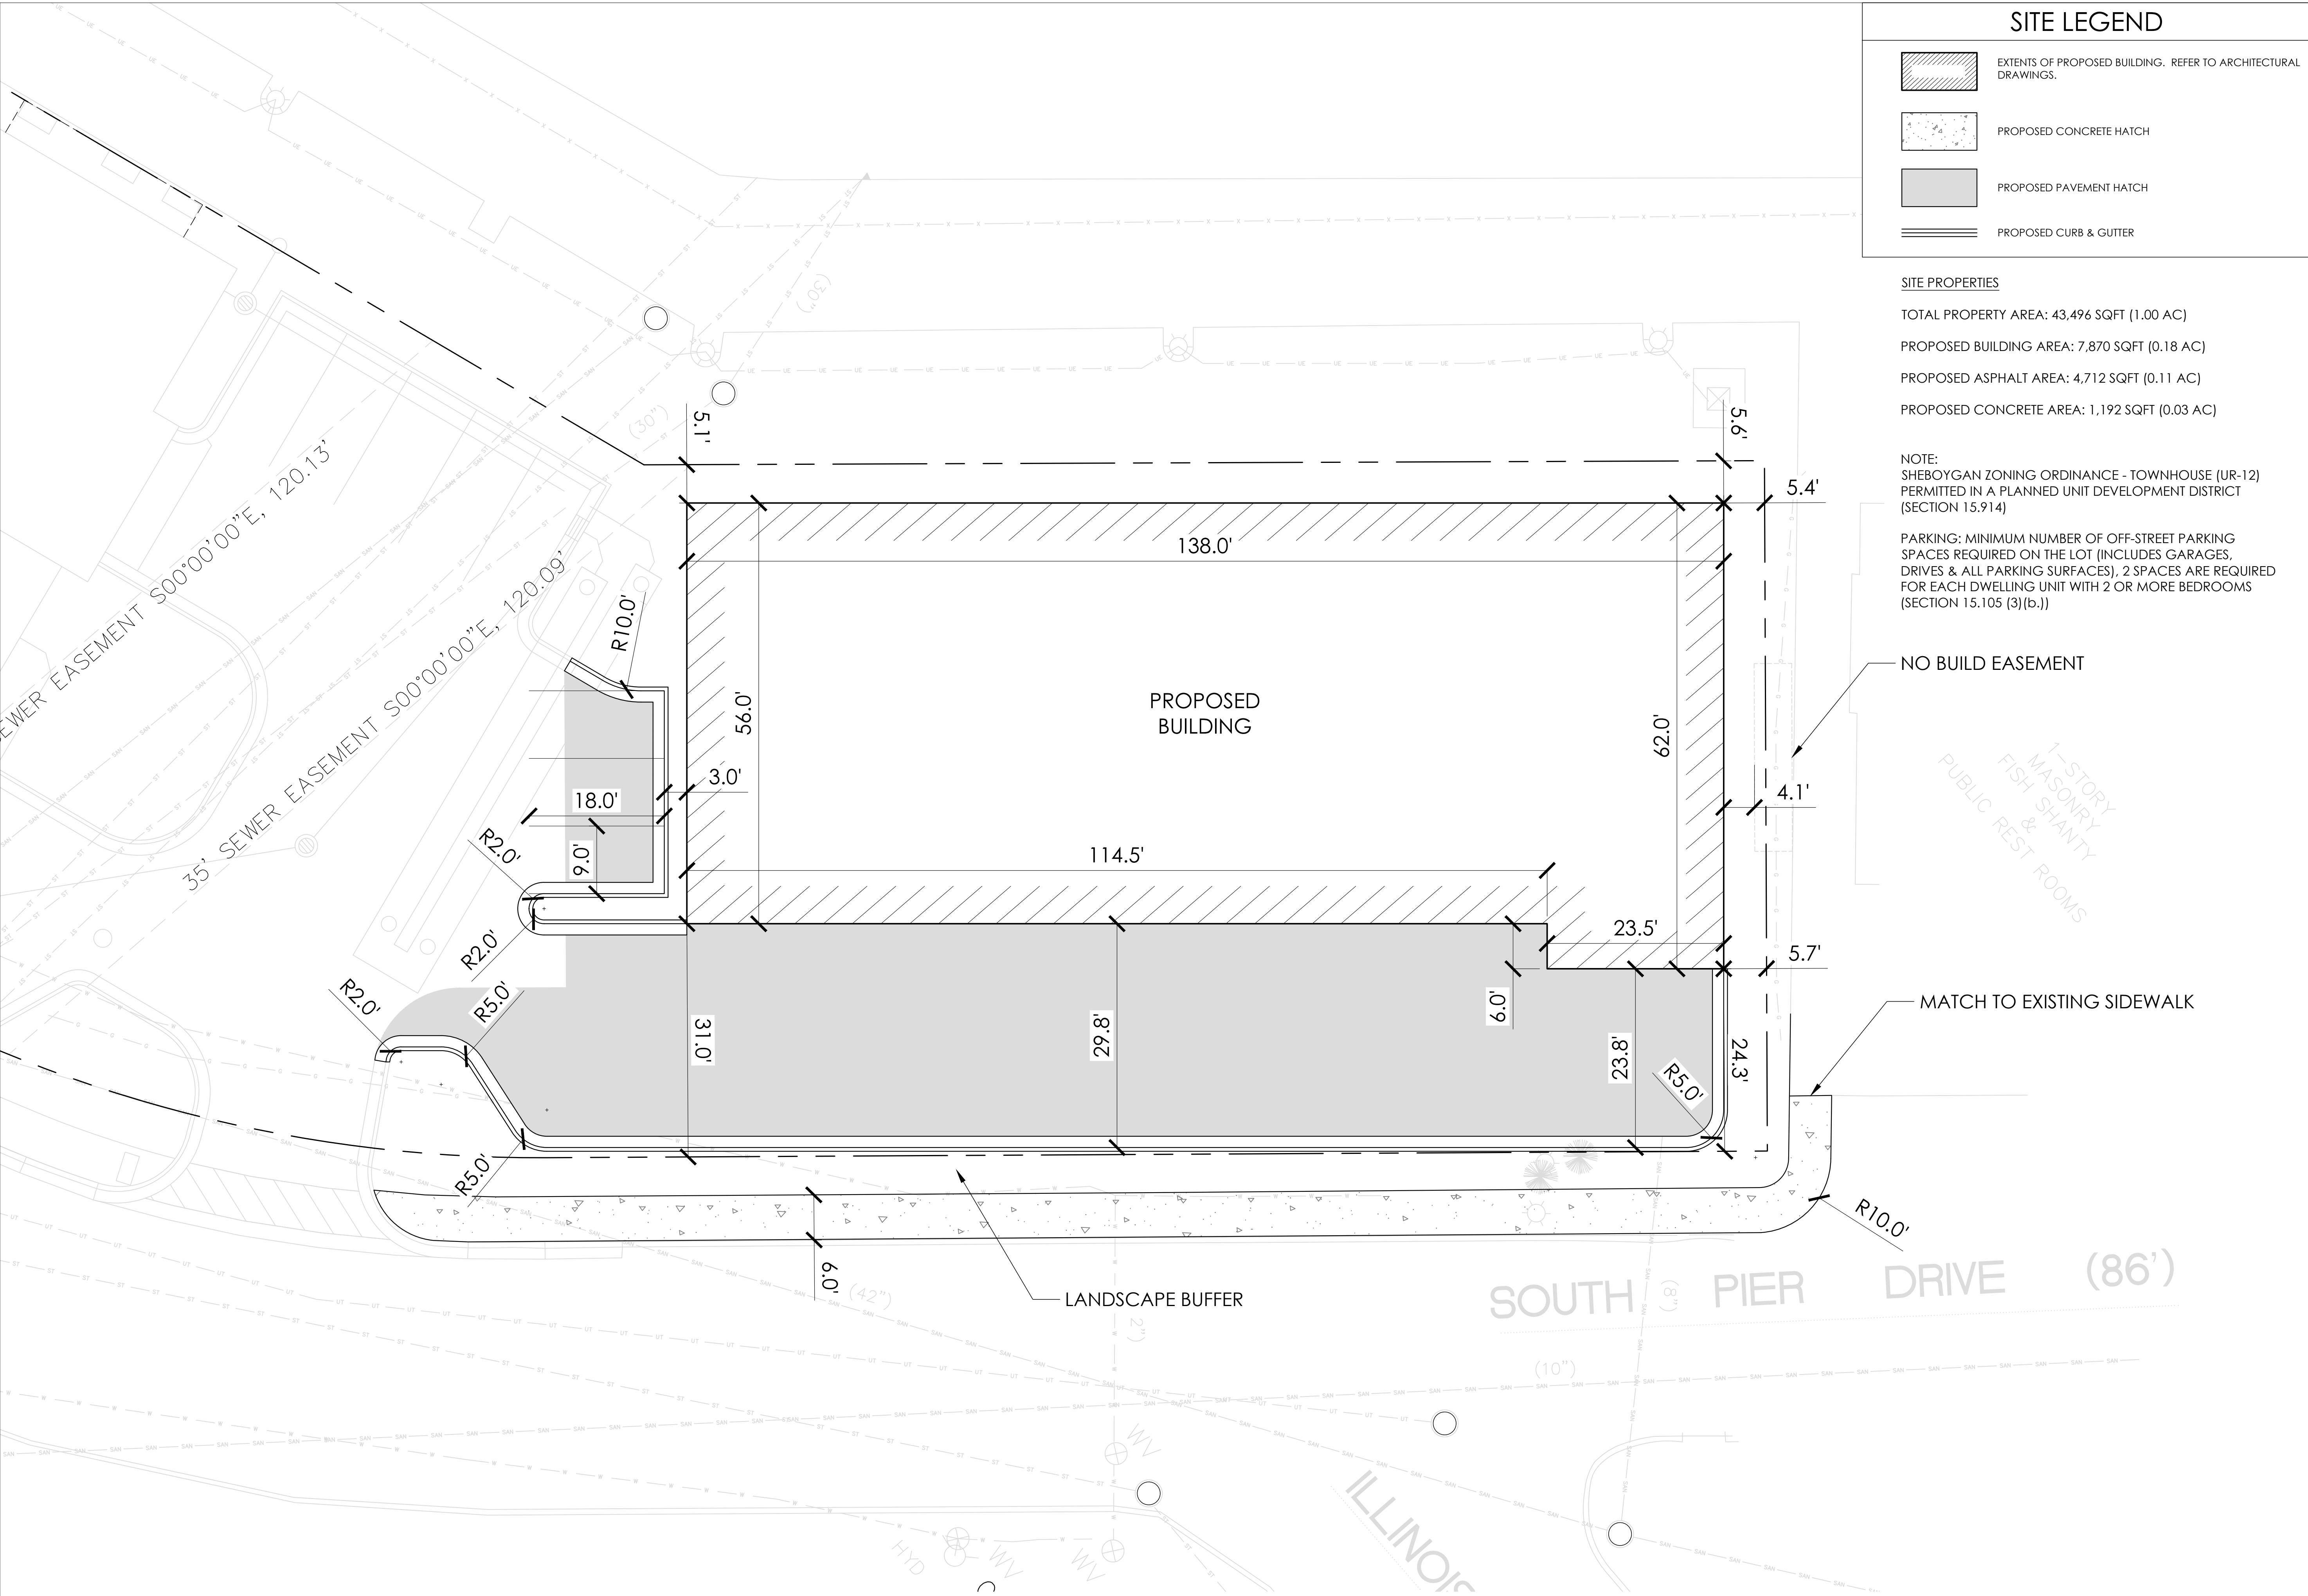 SITE LEGEND
EXTENTS OF PROPOSED BUILDING.  REFER TO ARCHITECTURAL
DRAWINGS.
PROPOSED CONCRETE HATCH
PROPOSED PAVEMENT HATCH
PROPOSED CURB & GUTTER
SITE PROPERTIES
TOTAL PROPERTY AREA: 43,496 SQFT (1.00 AC)
PROPOSED BUILDING AREA: 7,870 SQFT (0.18 AC)
PROPOSED ASPHALT AREA: 4,712 SQFT (0.11 AC)
PROPOSED CONCRETE AREA: 1,192 SQFT (0.03 AC)
NOTE:
SHEBOYGAN ZONING ORDINANCE - TOWNHOUSE (UR-12)
PERMITTED IN A PLANNED UNIT DEVELOPMENT DISTRICT
(SECTION 15.914)
PARKING: MINIMUM NUMBER OF OFF-STREET PARKING
SPACES REQUIRED ON THE LOT (INCLUDES GARAGES,
DRIVES & ALL PARKING SURFACES), 2 SPACES ARE REQUIRED
FOR EACH DWELLING UNIT WITH 2 OR MORE BEDROOMS
(SECTION 15.105 (3)(b.))
NO BUILD EASEMENT
MATCH TO EXISTING SIDEWALK
(30")
(30")
5.1'
5.6'
5.4'
138.0'
SEWER EASEMENT S00°00'00"E, 120.13'
35' SEWER EASEMENT S00°00'00"E, 120.09'
R10.0'
56.0'
PROPOSED
BUILDING
62.0'
3.0'
18.0'
4.1'
1-STORY
MASONRY
FISH SHANTY
&
PUBLIC REST ROOMS
R2.0'
9.0'
114.5'
23.5'
R2.0'
5.7'
R2.0'
R5.0'
31.0'
29.8'
6.0'
23.8'
24.3'
R5.0'
R5.0'
R10.0'
6.0'
LANDSCAPE BUFFER
(42")
2")
SOUTH PIER DRIVE (86')
(8")
(10")
WV
HYD
WV
WV
ILLINOIS